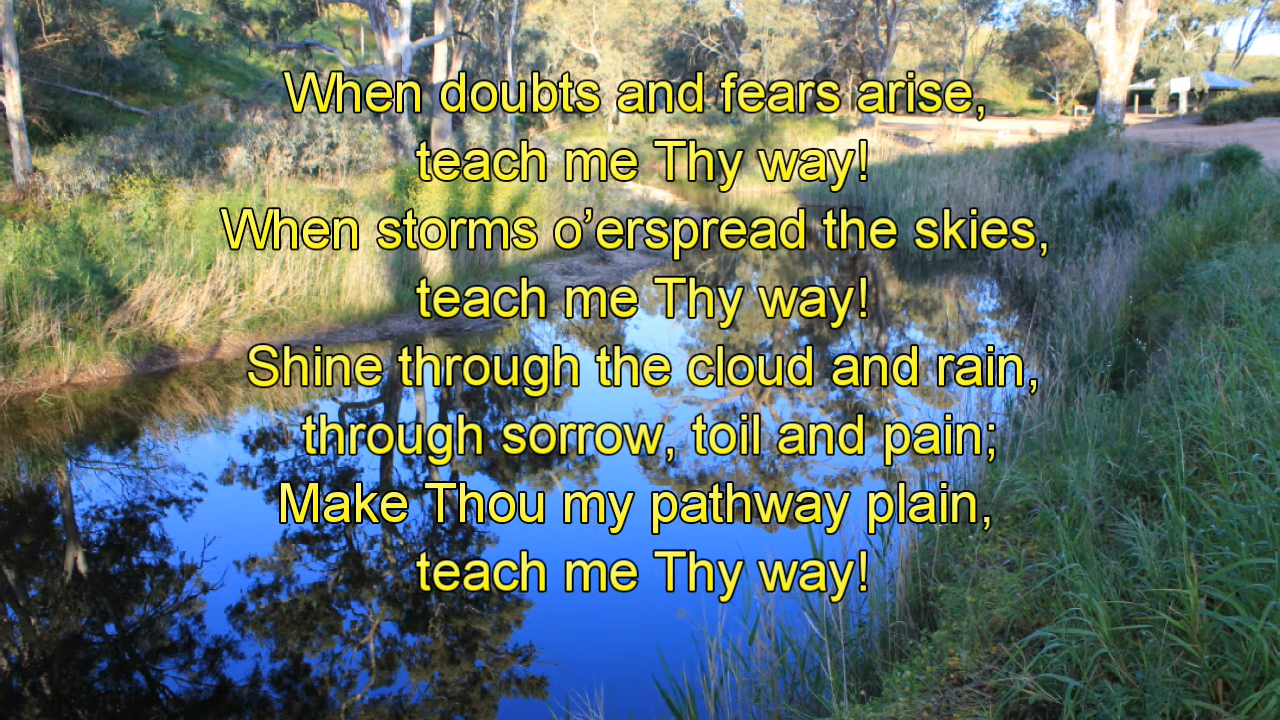 When doubts and fears arise,
teach me Thy way!
When storms o’erspread the skies,
teach me Thy way!
Shine through the cloud and rain,
through sorrow, toil and pain;
Make Thou my pathway plain,
teach me Thy way!